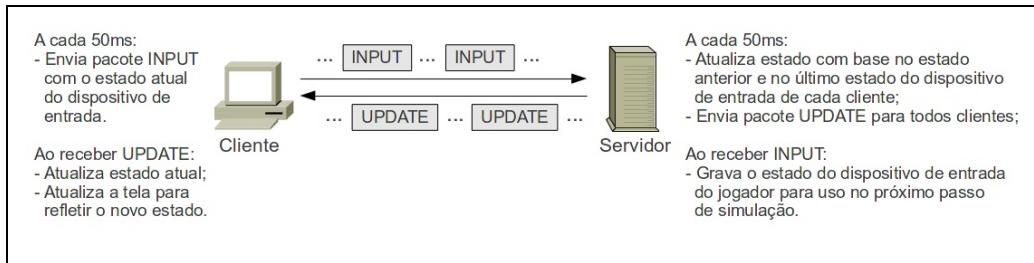 A cada 50ms:
- Envia pacote INPUT
com o estado atual
do dispositivo de
entrada.
Ao receber UPDATE:
- Atualiza estado atual;
- Atualiza a tela para
refletir o novo estado.
... INPUT ... INPUT ...
... UPDATE ... UPDATE ...
Cliente
Servidor
A cada 50ms:
- Atualiza estado com base no estado
anterior e no último estado do dispositivo
de entrada de cada cliente;
- Envia pacote UPDATE para todos clientes;
Ao receber INPUT:
- Grava o estado do dispositivo de entrada
do jogador para uso no próximo passo
de simulação.